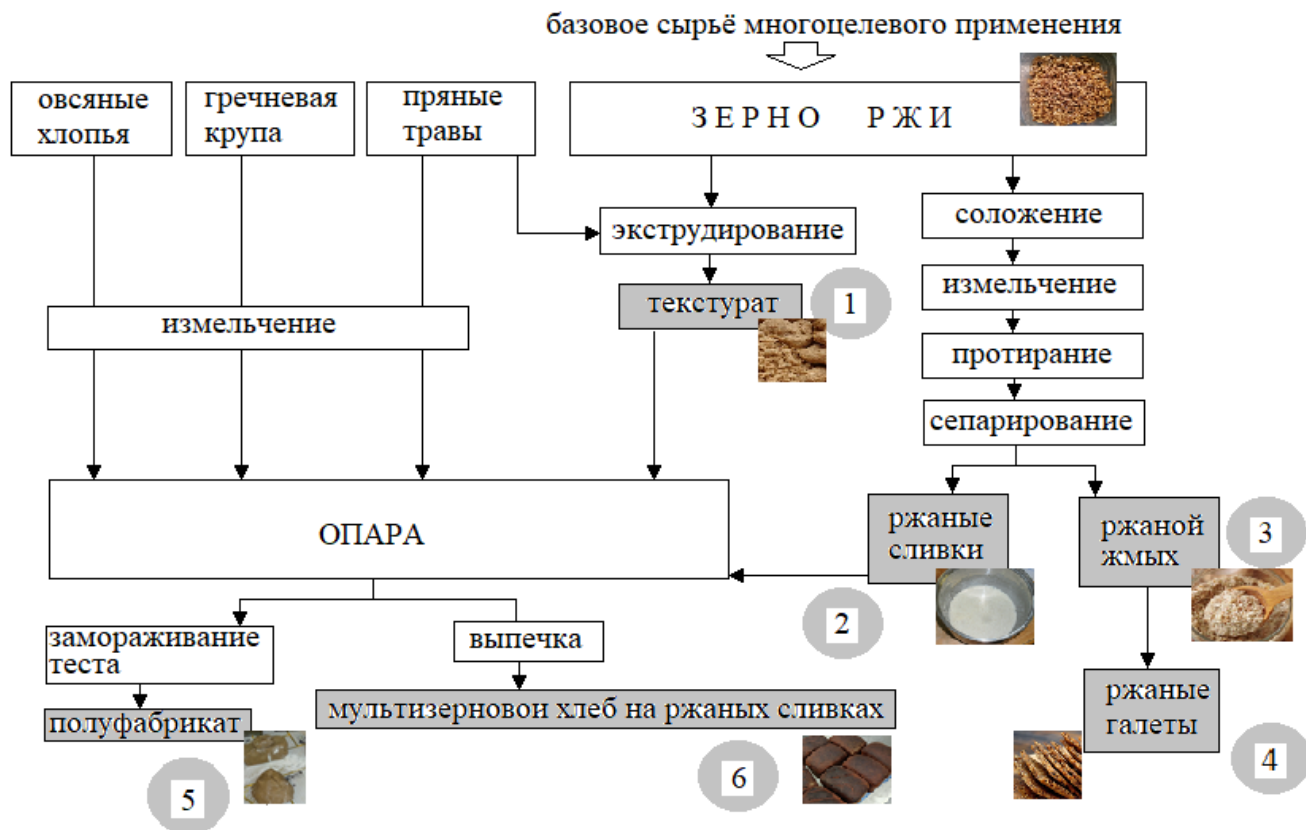 базовое сырьё многоцелевого применения
овсяные
хлопья
гречневая
крупа
пряные
травы
ЗЕРНО РЖИ
экструдирование
соложение
текстурат
1
измельчение
измельчение
протирание
сепарирование
ОПАРА
ржаные
сливки
ржаной
жмых
3
2
замораживание
теста
выпечка
полуфабрикат
мультизерновои хлеб на ржаных сливках
ржаные
галеты
5
6
4